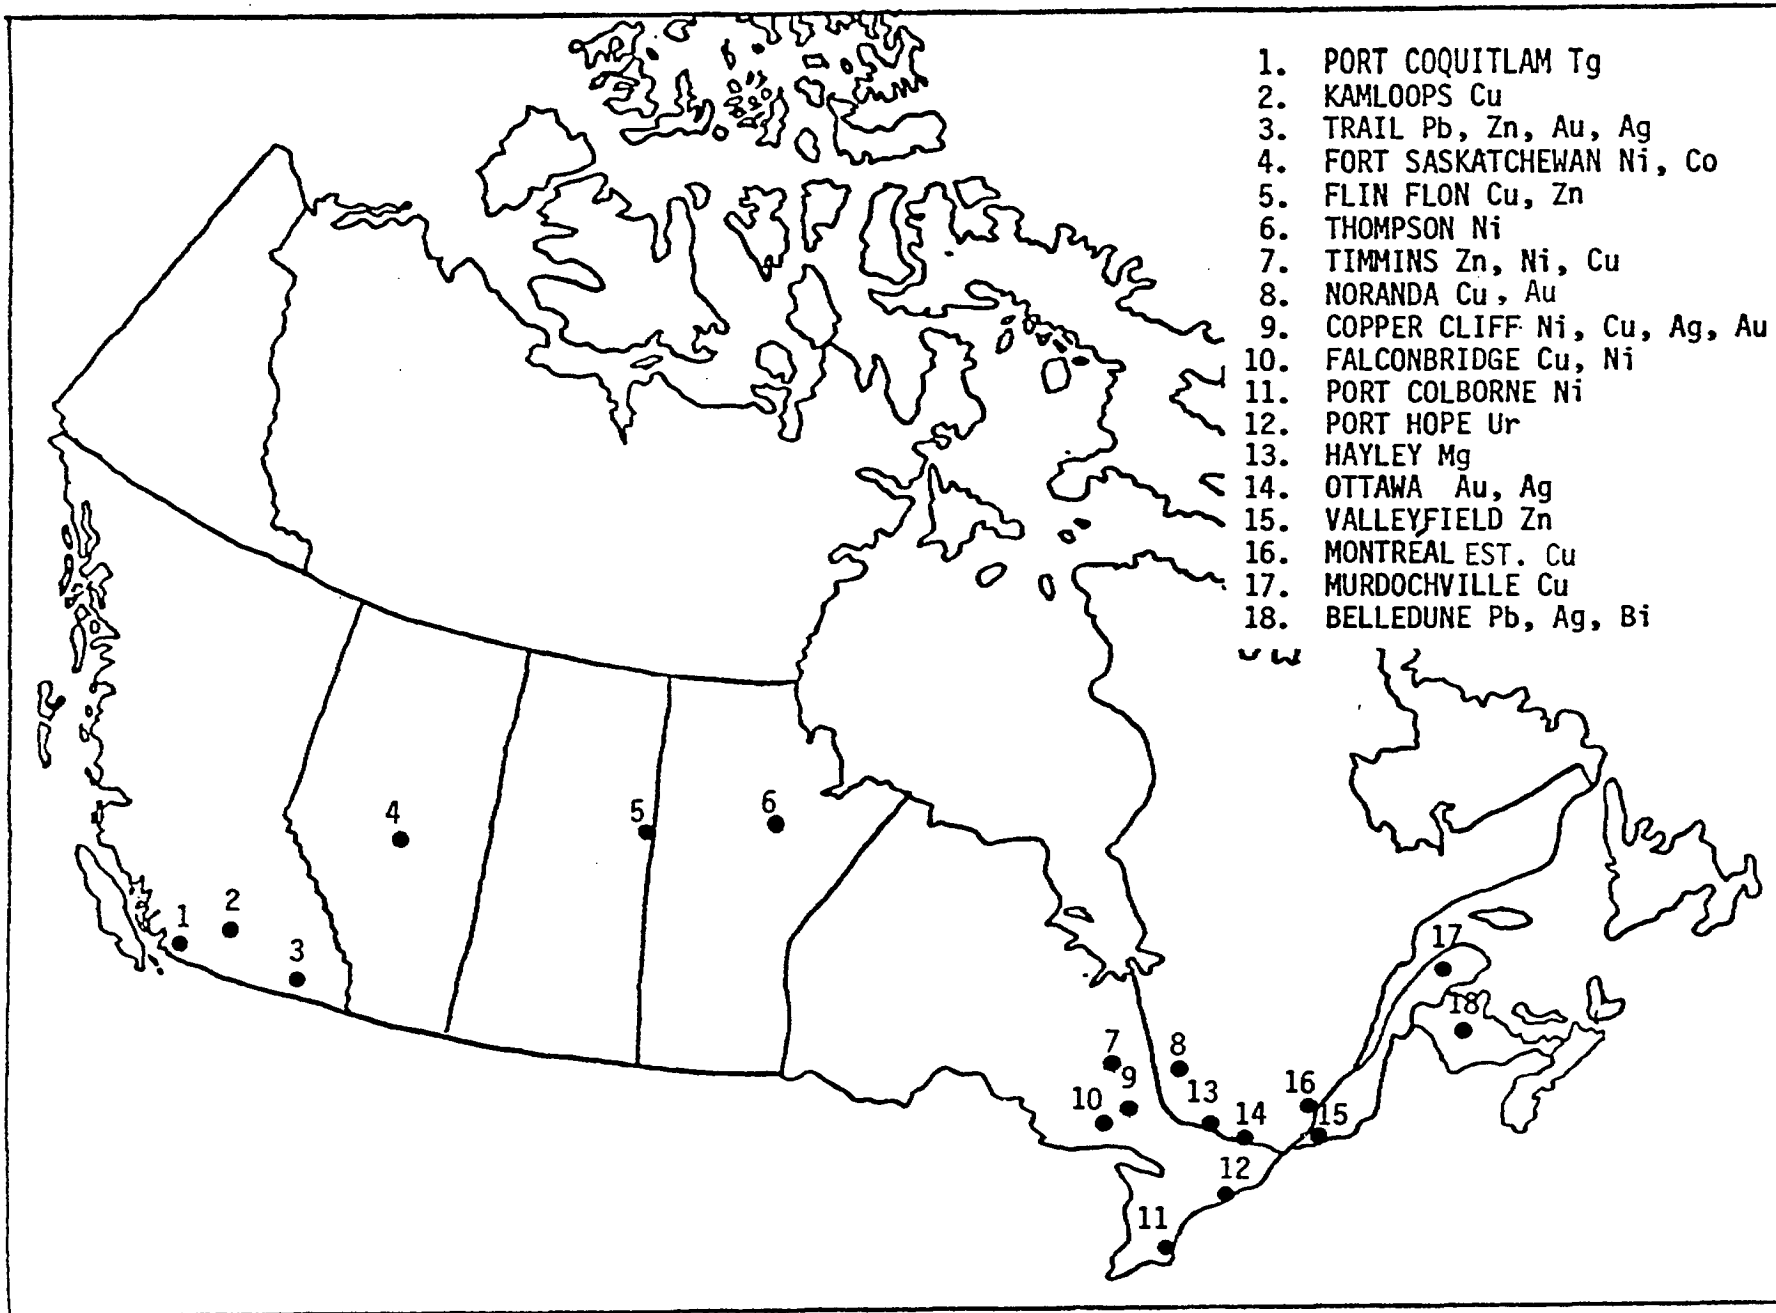 1. PORT COQUITLAM Tg
2. KAMLOOPS Cu
3. TRAIL Pb, Zn, Au, Ag
4. FORT SASKATCHEWAN Ni, Co
5. FLIN FLON Cu, Zn
6. THOMPSON Ni
7. TIMMINS Zn, Ni, Cu
8. NORANDA Cu, Au
9. COPPER CLIFF Ni, Cu, Ag, Au
10. FALCONBRIDGE Cu, Ni
11. PORT COLBORNE Ni
12. PORT HOPE Ur
13. HAYLEY Mg
14. OTTAWA Au, Ag
15. VALLEYFIELD Zn
16. MONTRÉAL EST. Cu
17. MURDOCHVILLE Cu
18. BELLEDUNE Pb, Ag, Bi
4
5
6
1
2
3
17
18
7
8
9
10
13
14
16
15
12
11